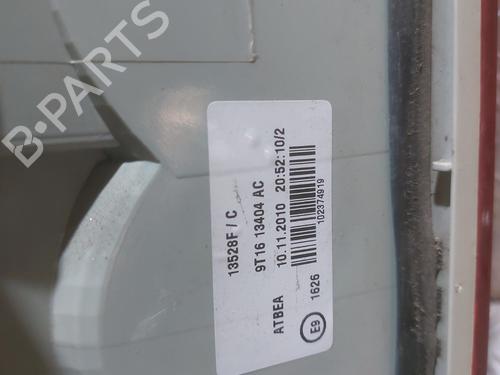 B-PARTS
13528F / C
9T16 13404 AC
ATBEA 10.11.2010 20:52:10/2
E9 1626 102374919